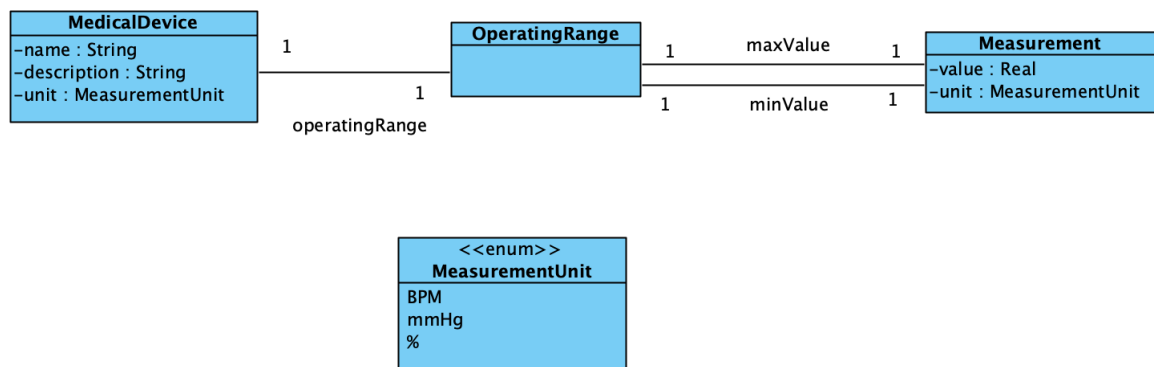 MedicalDevice
-name : String
-description : String
-unit : MeasurementUnit
1
1
operatingRange
OperatingRange
1
maxValue
1
1
minValue
1
Measurement
-value : Real
-unit : MeasurementUnit
<<enum>>
MeasurementUnit
BPM
mmHg
%